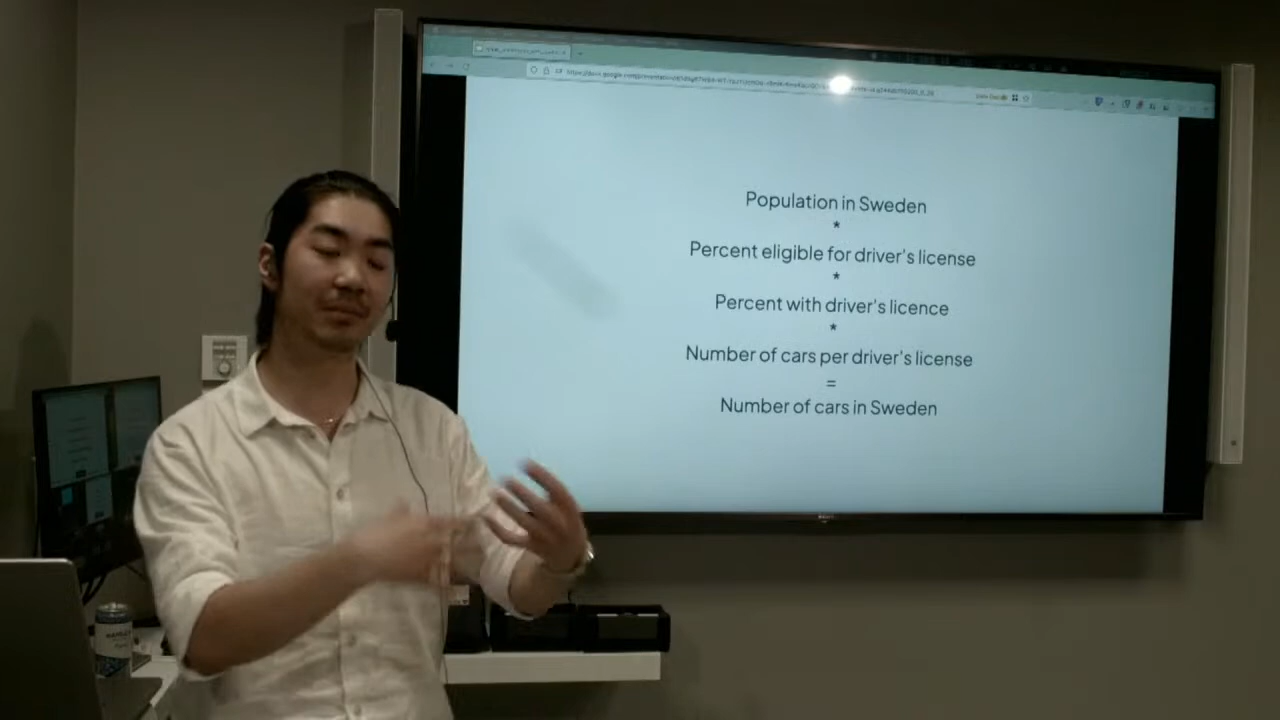 Population in Sweden
*
Percent eligible for driver's license
*
Percent with driver's licence
*
Number of cars per driver's license
=
Number of cars in Sweden